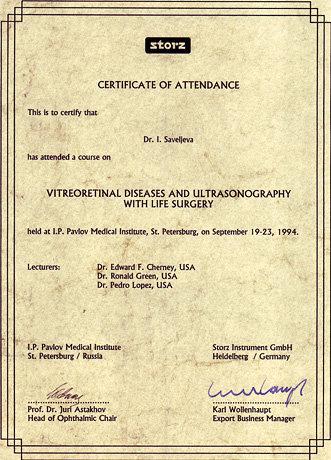 storz
CERTIFICATE OF ATTENDANCE
This is to certify that
Dr. I. Saveljeva
has attended a course on
VITREORETINAL DISEASES AND ULTRASONOGRAPHY
WITH LIFE SURGERY
held at I.P. Pavlov Medical Institute, St. Petersburg, on September 19-23, 1994.
Lecturers: Dr. Edward F. Cherney, USA
Dr. Ronald Green, USA
Dr. Pedro Lopez, USA
I.P. Pavlov Medical Institute
St. Petersburg / Russia
Storz Instrument GmbH
Heidelberg / Germany
Prof. Dr. Juri Astakhov
Head of Ophthalmic Chair
Karl Wollenhaupt
Export Business Manager